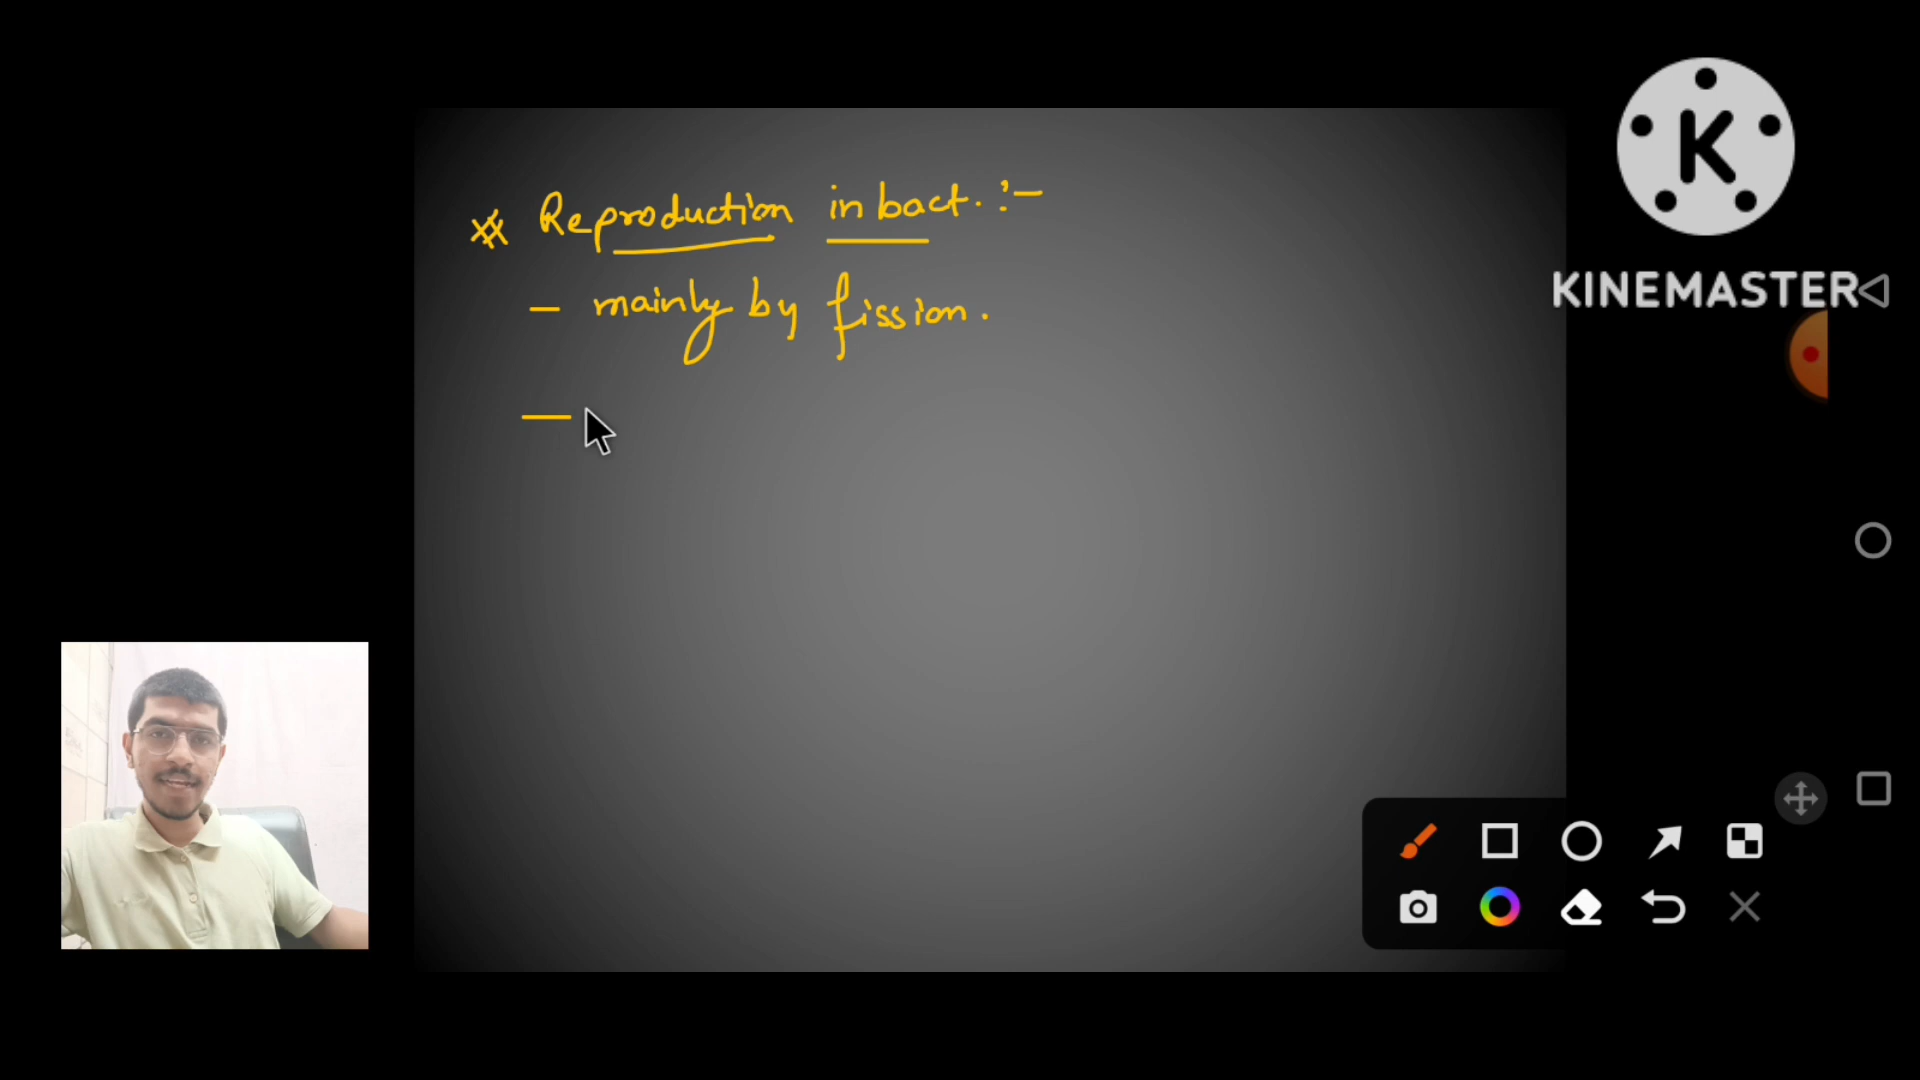 * Reproduction in bact. :-
- mainly by fission.
-
K
KINEMASTER